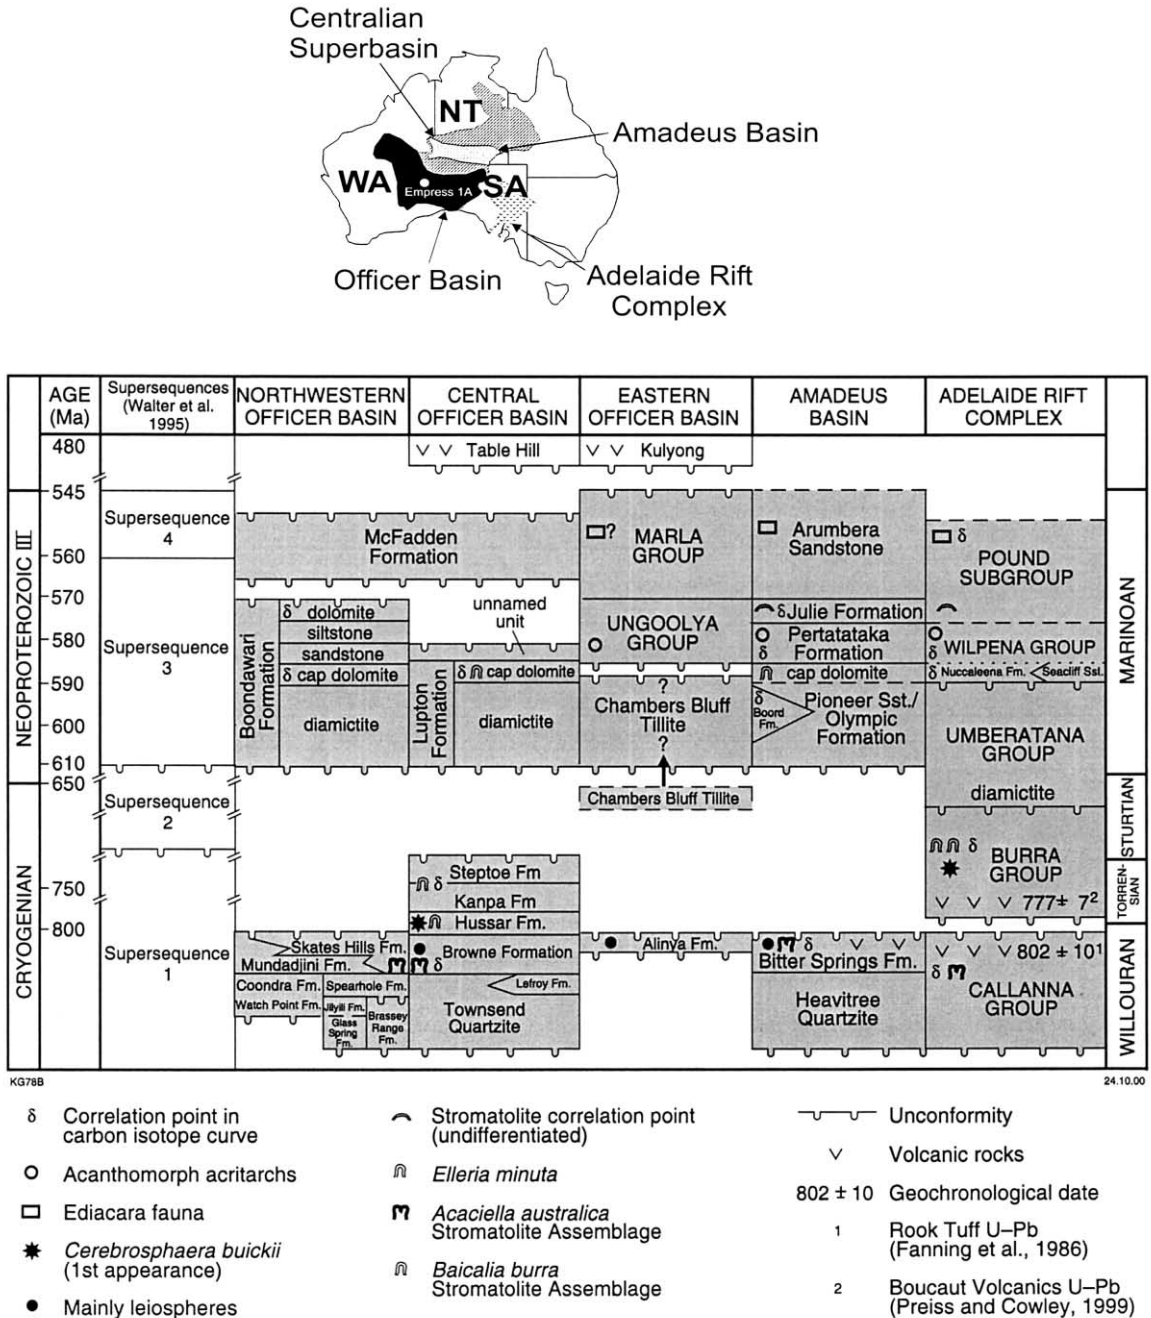 Centralian
Superbasin
NT
Amadeus Basin
WA
Empress 1A
SA
Officer Basin
Adelaide Rift
Complex
AGE
(Ma)
Supersequences
(Walter et al.
1995)
NORTHWESTERN
OFFICER BASIN
CENTRAL
OFFICER BASIN
EASTERN
OFFICER BASIN
AMADEUS
BASIN
ADELAIDE RIFT
COMPLEX
480
545
560
570
580
590
600
610
650
750
800
NEOPROTEROZOIC III
CRYOGENIAN
Supersequence
4
Supersequence
3
Supersequence
2
Supersequence
1
McFadden
Formation
Boondawari
Formation
δ dolomite
siltstone
sandstone
δ cap dolomite
diamictite
Skates Hills Fm.
Mundadjini Fm.
Coondra Fm.
Spearhole Fm.
Watch Point Fm.
Jilyili Fm.
Glass
Spring
Fm.
Brassey
Range
Fm.
Table Hill
unnamed
unit
Lupton
Formation
δ cap dolomite
diamictite
Steptoe Fm
δ
Kanpa Fm
Hussar Fm.
Browne Formation
δ
Lefroy Fm.
Townsend
Quartzite
Kulyong
?
MARLA
GROUP
UNGOOLYA
GROUP
?
Chambers Bluff
Tillite
?
Chambers Bluff Tillite
Alinya Fm.
Arumbera
Sandstone
δ Julie Formation
Pertatataka
δ Formation
cap dolomite
δ
Boord
Fm.
Pioneer Sst./
Olympic
Formation
δ
Bitter Springs Fm.
Heavitree
Quartzite
δ
POUND
SUBGROUP
δ WILPENA GROUP
δ Nuccaleena Fm.
Seacliff Sst.
UMBERATANA
GROUP
diamictite
δ
BURRA
GROUP
777± 7²
802 ± 10¹
δ
CALLANNA
GROUP
MARINOAN
STURTIAN
TORREN-
SIAN
WILLOURAN
KG78B
24.10.00
δ Correlation point in
carbon isotope curve
Acanthomorph acritarchs
Ediacara fauna
Cerebrosphaera buickii
(1st appearance)
Mainly leiospheres
Stromatolite correlation point
(undifferentiated)
Elleria minuta
Acaciella australica
Stromatolite Assemblage
Baicalia burra
Stromatolite Assemblage
Unconformity
Volcanic rocks
802 ± 10 Geochronological date
1 Rook Tuff U–Pb
(Fanning et al., 1986)
2 Boucaut Volcanics U–Pb
(Preiss and Cowley, 1999)